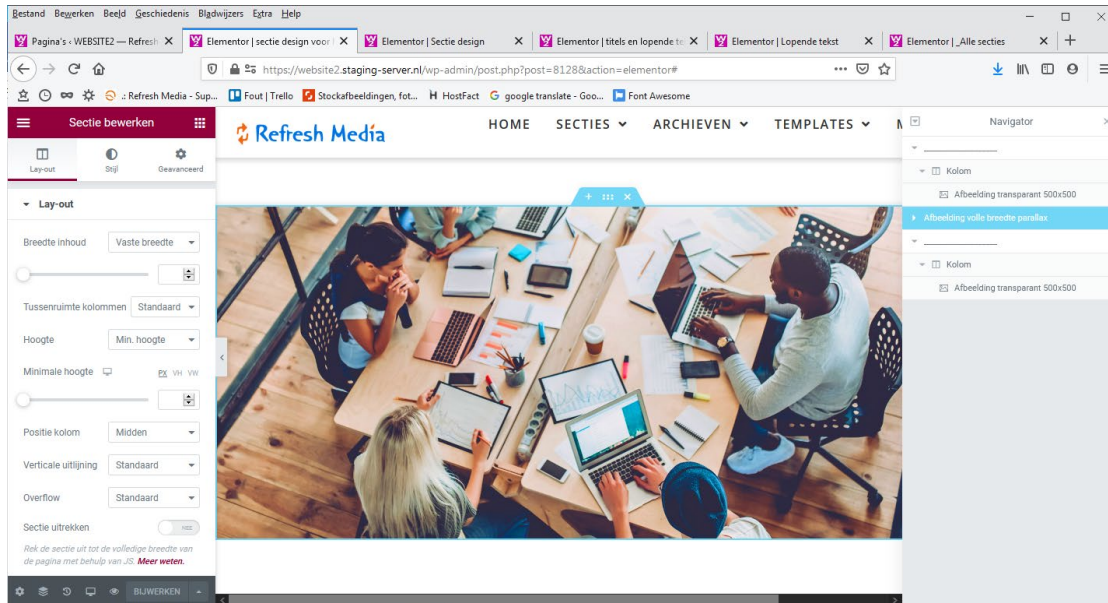 Bestand Bewerken Beeld Geschiedenis Bladwijzers Extra Help
Pagina's ‹ WEBSITE2 — Refresh
Elementor | sectie design voor
Elementor | Sectie design
Elementor | titels en lopende te
Elementor | Lopende tekst
Elementor | _Alle secties
https://website2.staging-server.nl/wp-admin/post.php?post=8128&action=elementor#
.: Refresh Media - Sup...
Fout | Trello
Stockafbeeldingen, fot...
HostFact
google translate - Goo...
Font Awesome
Sectie bewerken
Refresh Media
HOME SECTIES ARCHIEVEN TEMPLATES
Navigator
Lay-out
Stijl
Geavanceerd
Kolom
Afbeelding transparant 500x500
Afbeelding volle breedte parallax
Kolom
Afbeelding transparant 500x500
Lay-out
Breedte inhoud
Vaste breedte
Tussenruimte kolommen
Standaard
Hoogte
Min. hoogte
Minimale hoogte
PX VH VW
Positie kolom
Midden
Verticale uitlijning
Standaard
Overflow
Standaard
Sectie uitrekken
Rek de sectie uit tot de volledige breedte van
de pagina met behulp van JS. Meer weten.
BIJWERKEN